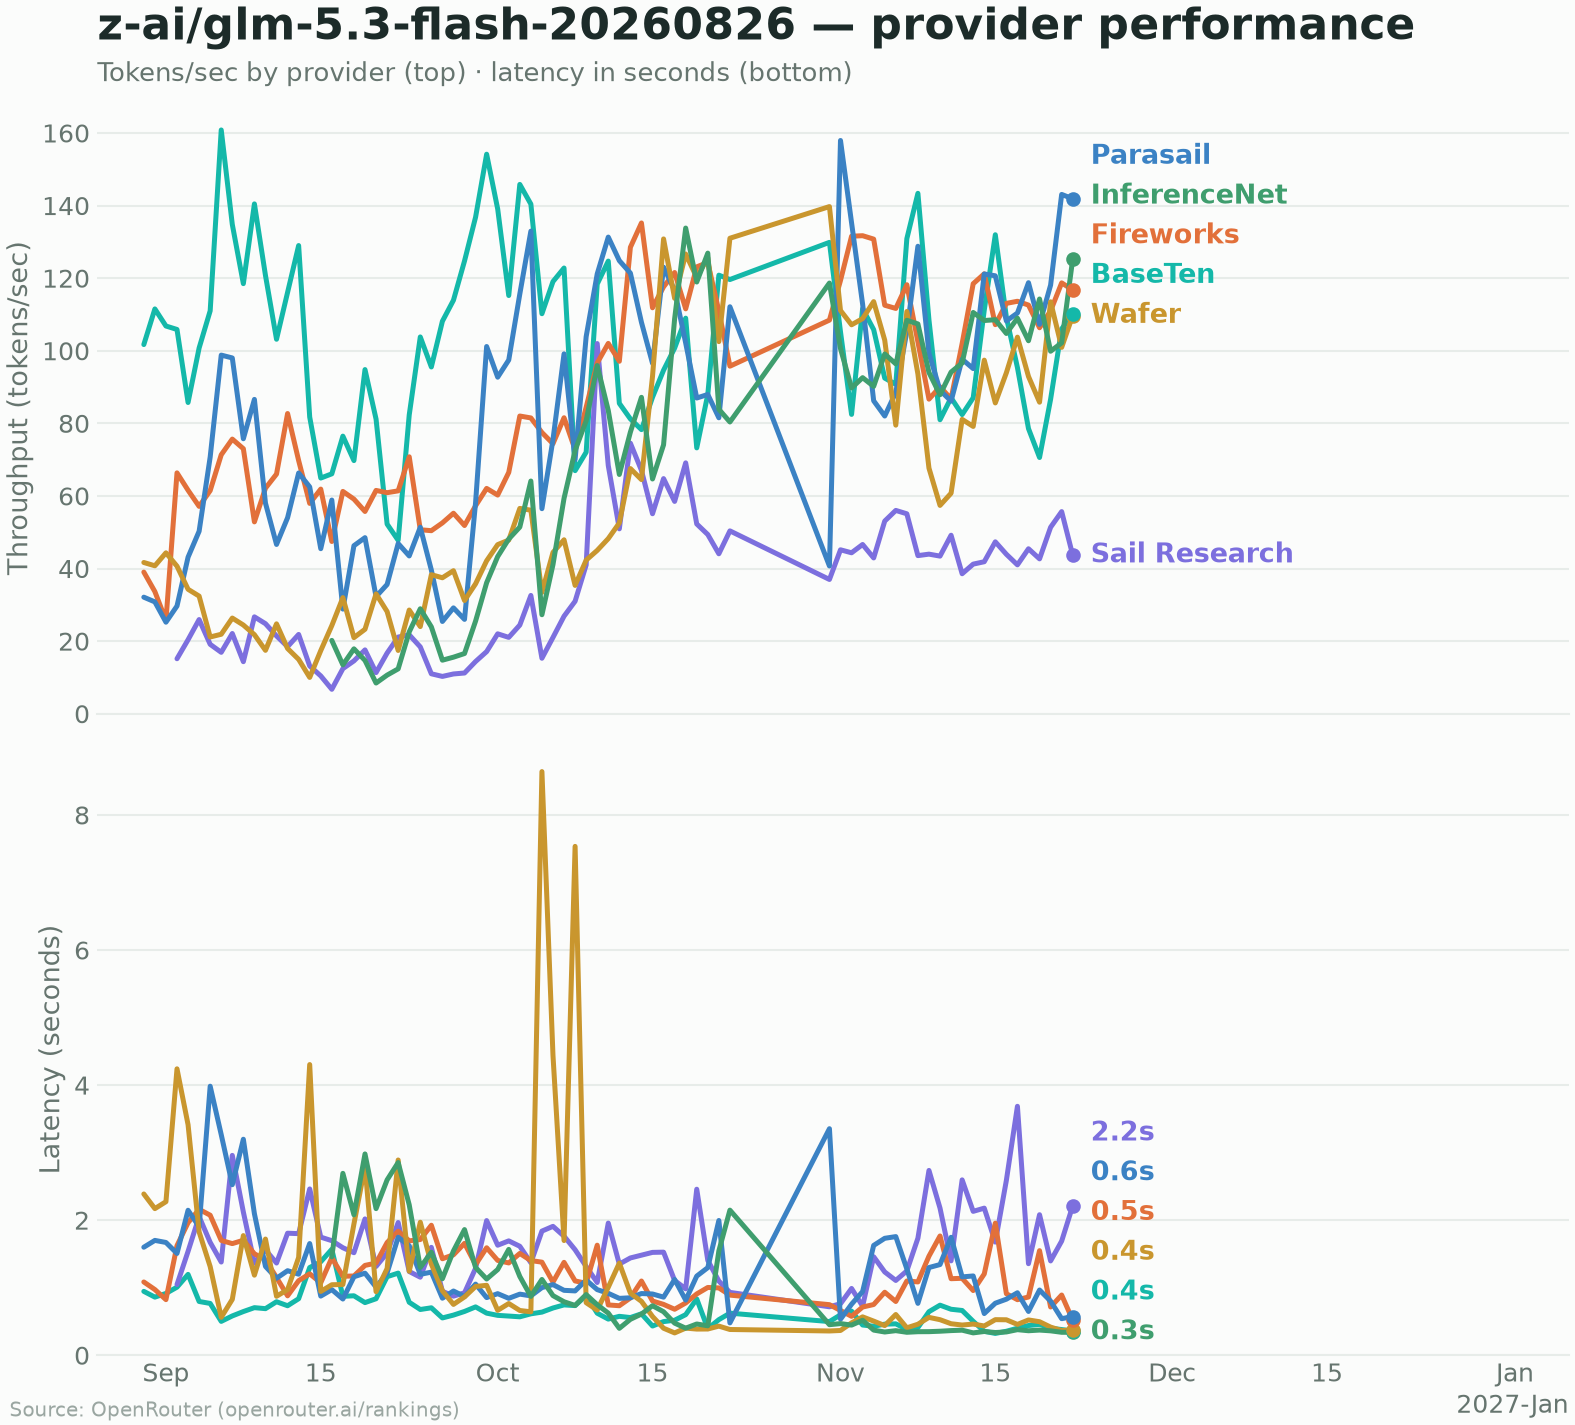 z-ai/glm-5.3-flash-20260826 — provider performance
Tokens/sec by provider (top) · latency in seconds (bottom)
Throughput (tokens/sec)
160
140
120
100
80
60
40
20
0
Parasail
InferenceNet
Fireworks
BaseTen
Wafer
Sail Research
Latency (seconds)
8
6
4
2
0
2.2s
0.6s
0.5s
0.4s
0.4s
0.3s
Sep 15 Oct 15 Nov 15 Dec 15 Jan
2027-Jan
Source: OpenRouter (openrouter.ai/rankings)